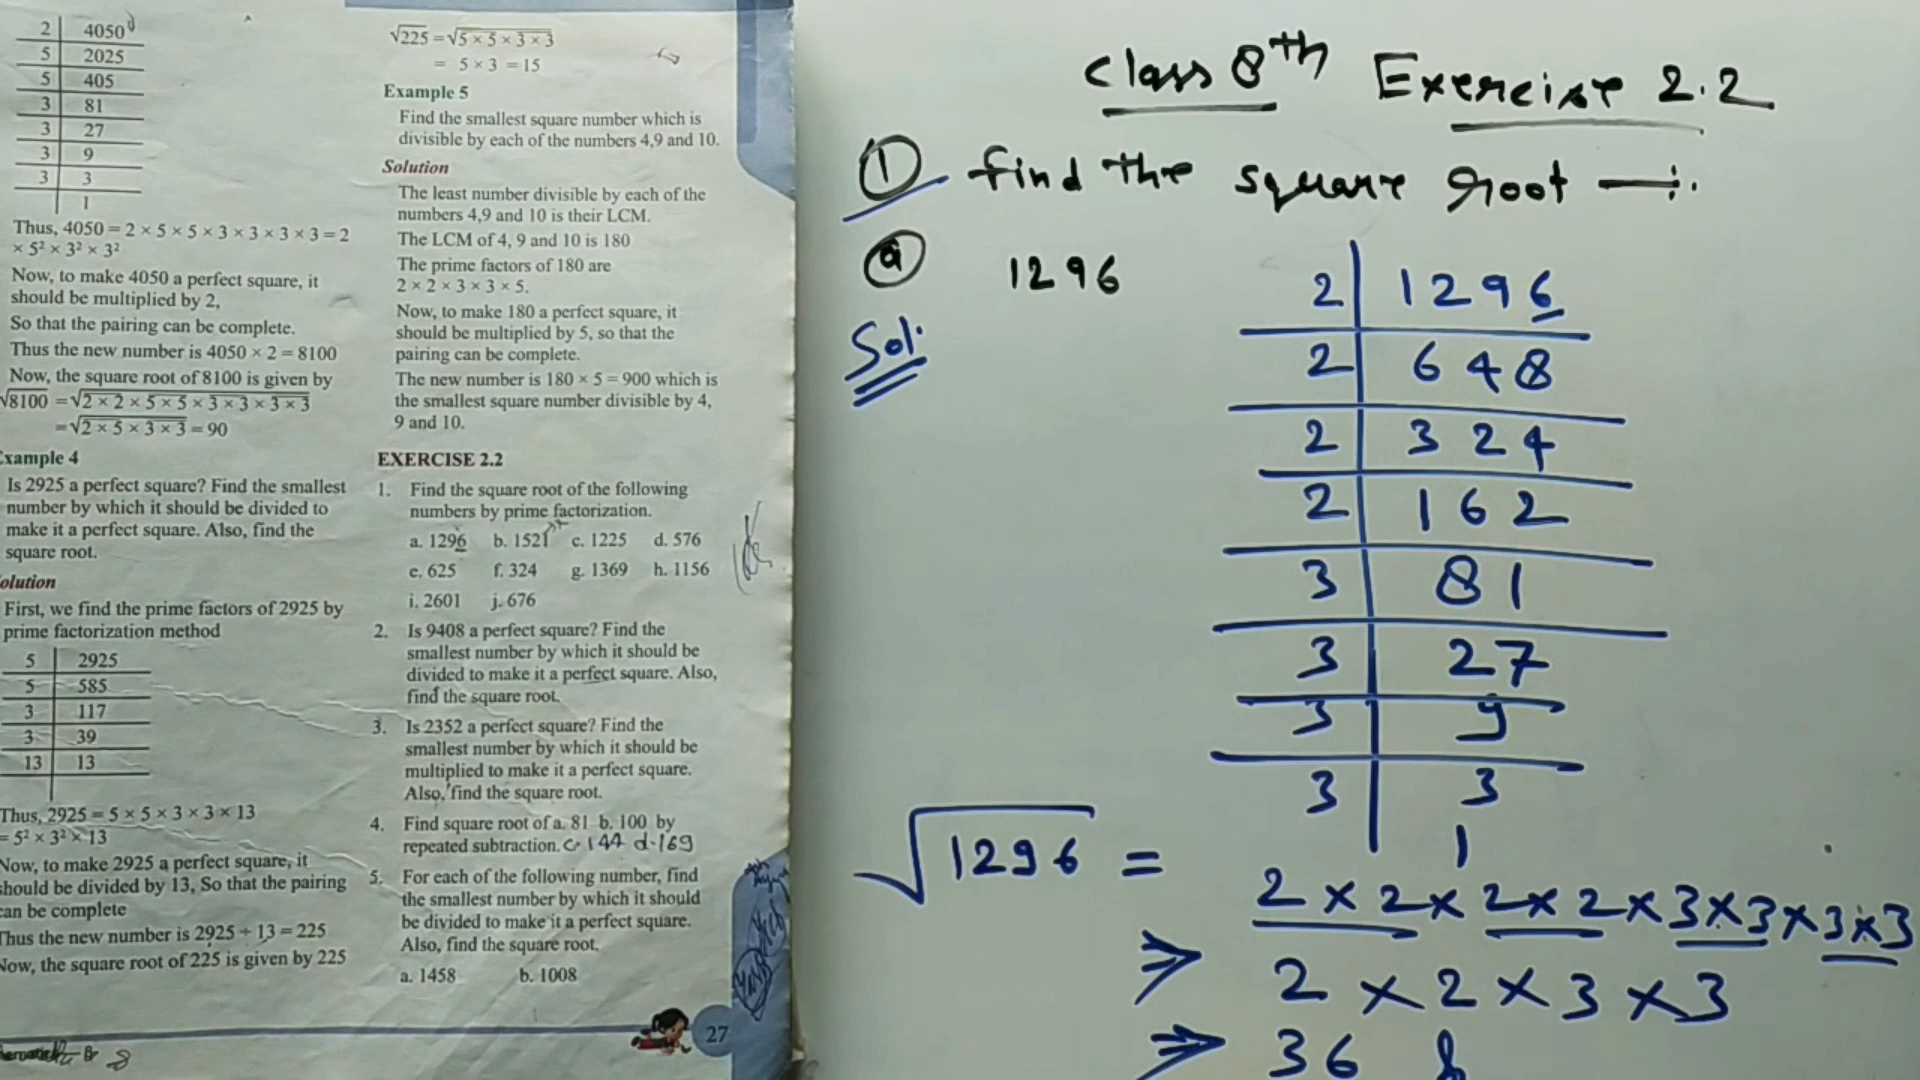 2 4050
5 2025
5 405
3 81
3 27
3 9
3 3
1
Thus, 4050 = 2 × 5 × 5 × 3 × 3 × 3 × 3 = 2
× 5² × 3² × 3²
Now, to make 4050 a perfect square, it
should be multiplied by 2,
So that the pairing can be complete.
Thus the new number is 4050 × 2 = 8100
Now, the square root of 8100 is given by
√8100 = √2 × 2 × 5 × 5 × 3 × 3 × 3 × 3
= √2 × 5 × 3 × 3 = 90
Example 4
Is 2925 a perfect square? Find the smallest
number by which it should be divided to
make it a perfect square. Also, find the
square root.
olution
First, we find the prime factors of 2925 by
prime factorization method
5 2925
5 585
3 117
3 39
13 13
Thus, 2925 = 5 × 5 × 3 × 3 × 13
= 5² × 3² × 13
Now, to make 2925 a perfect square, it
should be divided by 13, So that the pairing
can be complete
Thus the new number is 2925 ÷ 13 = 225
Now, the square root of 225 is given by 225
√225 = √5 × 5 × 3 × 3
= 5 × 3 = 15
Example 5
Find the smallest square number which is
divisible by each of the numbers 4,9 and 10.
Solution
The least number divisible by each of the
numbers 4,9 and 10 is their LCM.
The LCM of 4, 9 and 10 is 180
The prime factors of 180 are
2 × 2 × 3 × 3 × 5.
Now, to make 180 a perfect square, it
should be multiplied by 5, so that the
pairing can be complete.
The new number is 180 × 5 = 900 which is
the smallest square number divisible by 4,
9 and 10.
EXERCISE 2.2
1. Find the square root of the following
numbers by prime factorization.
a. 1296 b. 1521 c. 1225 d. 576
e. 625 f. 324 g. 1369 h. 1156
i. 2601 j. 676
2. Is 9408 a perfect square? Find the
smallest number by which it should be
divided to make it a perfect square. Also,
find the square root.
3. Is 2352 a perfect square? Find the
smallest number by which it should be
multiplied to make it a perfect square.
Also, find the square root.
4. Find square root of a. 81 b. 100 by
repeated subtraction. c- 144 d-169
5. For each of the following number, find
the smallest number by which it should
be divided to make it a perfect square.
Also, find the square root.
a. 1458 b. 1008
27
Class 8th Exercise 2.2
1 find the square root —:.
a 1296
Sol.
2 1296
2 648
2 324
2 162
3 81
3 27
3 9
3 3
1
√1296 =
2 × 2 × 2 × 2 × 3 × 3 × 3 × 3
⇒ 2 × 2 × 3 × 3
⇒ 36